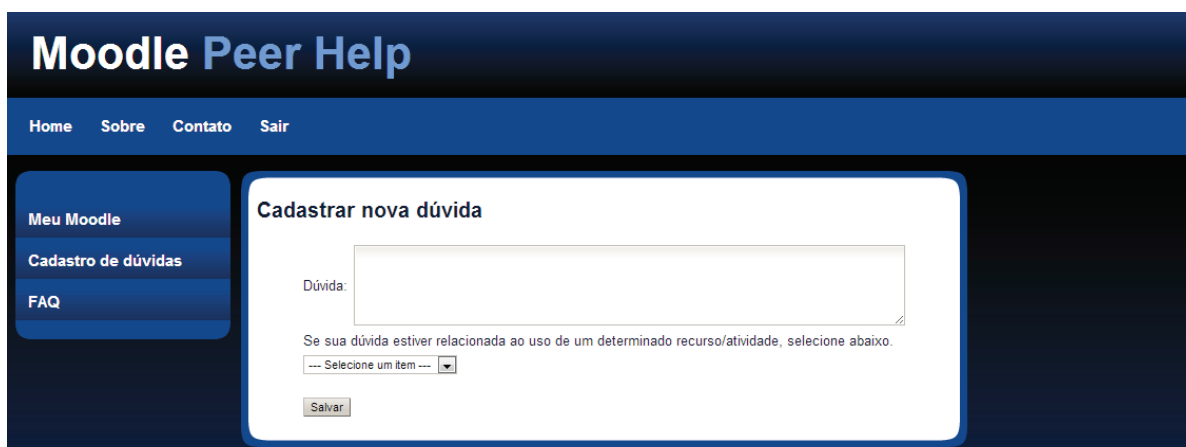 Moodle Peer Help
Home Sobre Contato Sair
Meu Moodle
Cadastro de dúvidas
FAQ
Cadastrar nova dúvida
Dúvida:
Se sua dúvida estiver relacionada ao uso de um determinado recurso/atividade, selecione abaixo.
--- Selecione um item ---
Salvar